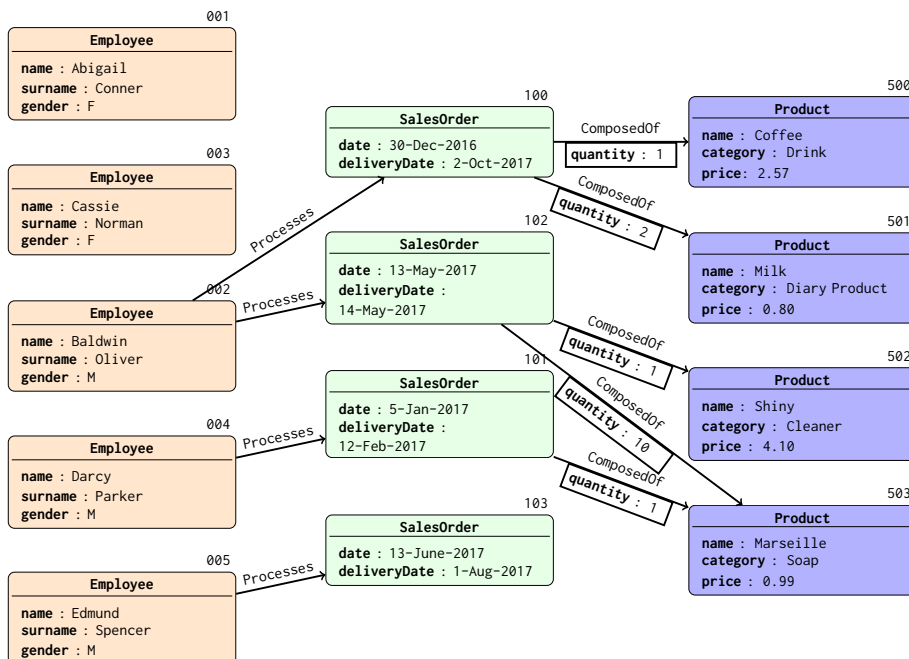 001
Employee
name : Abigail
surname : Conner
gender : F
003
Employee
name : Cassie
surname : Norman
gender : F
002
Employee
name : Baldwin
surname : Oliver
gender : M
004
Employee
name : Darcy
surname : Parker
gender : M
005
Employee
name : Edmund
surname : Spencer
gender : M
Processes
Processes
Processes
Processes
100
SalesOrder
date : 30-Dec-2016
deliveryDate : 2-Oct-2017
102
SalesOrder
date : 13-May-2017
deliveryDate :
14-May-2017
101
SalesOrder
date : 5-Jan-2017
deliveryDate :
12-Feb-2017
103
SalesOrder
date : 13-June-2017
deliveryDate : 1-Aug-2017
ComposedOf
quantity : 1
ComposedOf
quantity : 2
ComposedOf
quantity : 1
ComposedOf
quantity : 10
ComposedOf
quantity : 1
500
Product
name : Coffee
category : Drink
price: 2.57
501
Product
name : Milk
category : Diary Product
price : 0.80
502
Product
name : Shiny
category : Cleaner
price : 4.10
503
Product
name : Marseille
category : Soap
price : 0.99